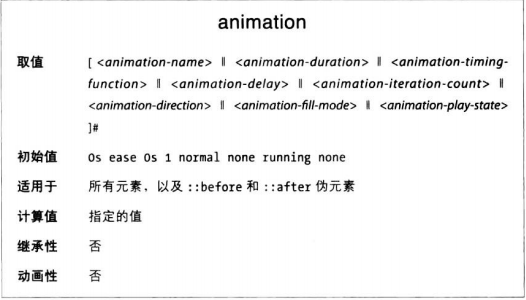 animation
取值 [ <animation-name> ‖ <animation-duration> ‖ <animation-timing-
function> ‖ <animation-delay> ‖ <animation-iteration-count> ‖
<animation-direction> ‖ <animation-fill-mode> ‖ <animation-play-state>
]#
初始值 0s ease 0s 1 normal none running none
适用于 所有元素，以及 ::before 和 ::after 伪元素
计算值 指定的值
继承性 否
动画性 否